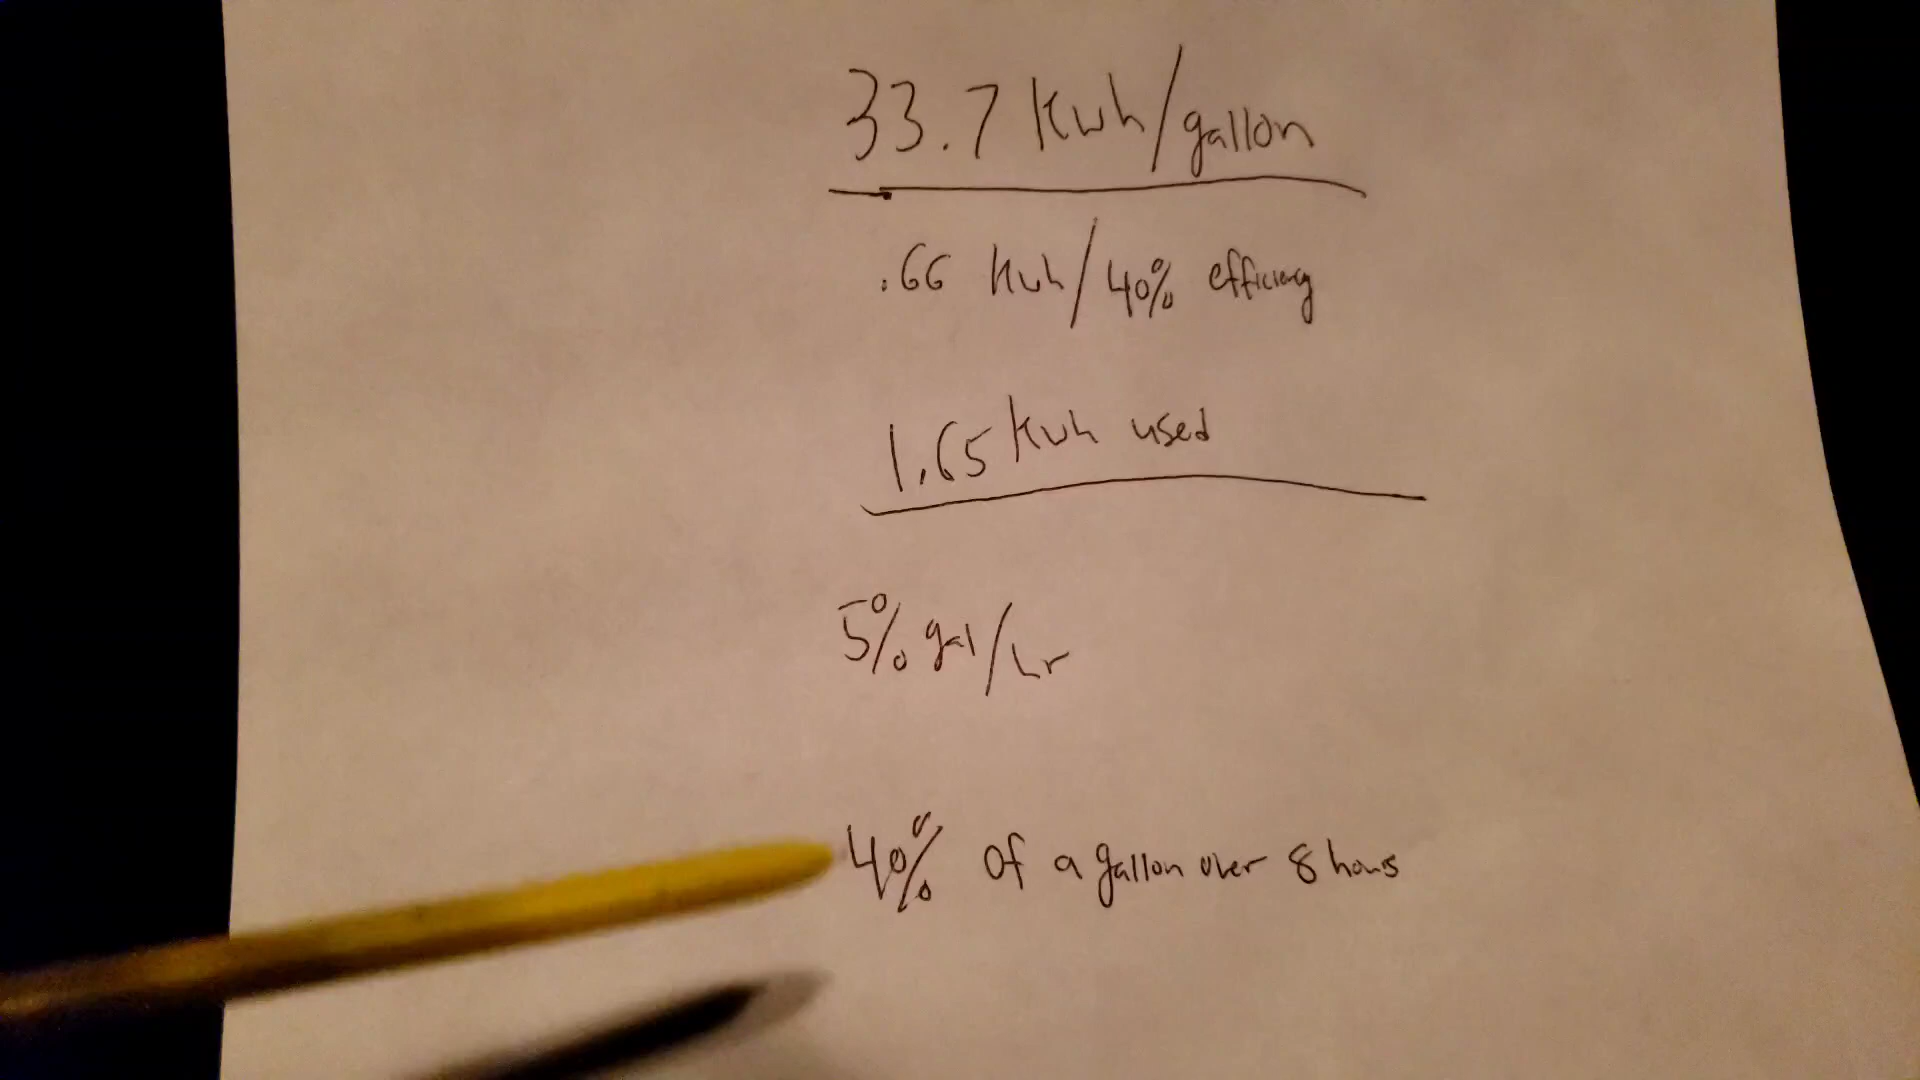 33.7 Kwh/gallon
.66 Kwh/40% efficiency
1.65 Kwh used
5% gal/hr
40% of a gallon over 8 hours